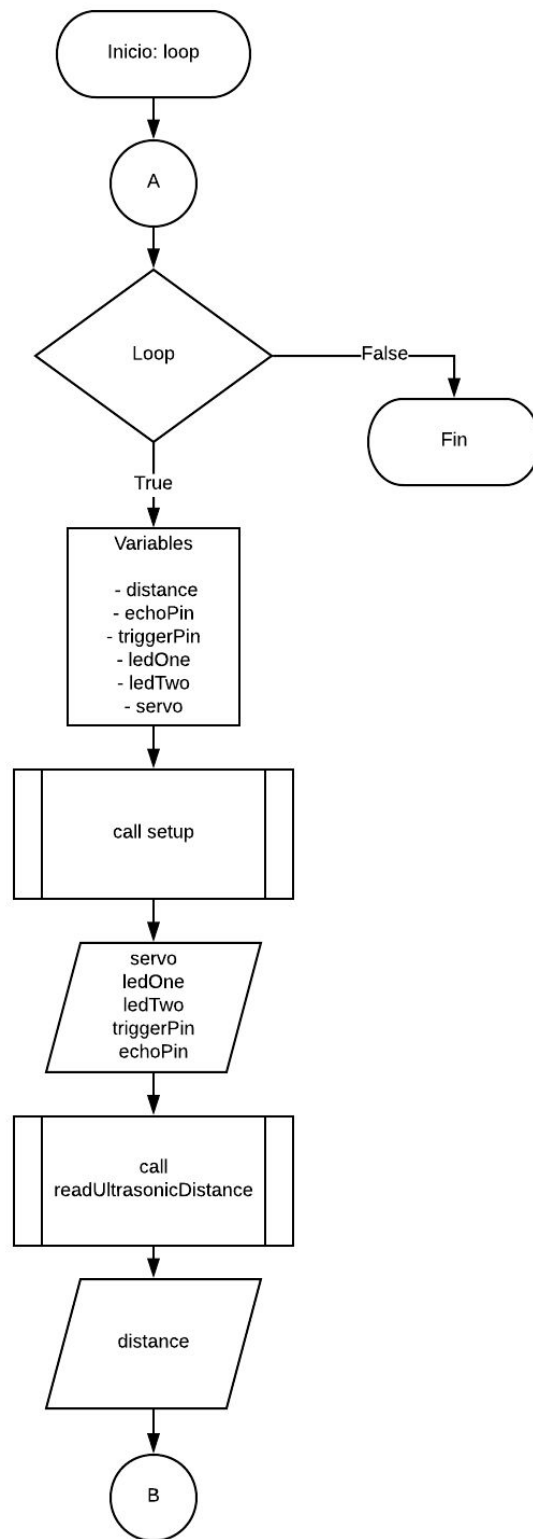 Inicio: loop
A
Loop
False
Fin
True
Variables
- distance
- echoPin
- triggerPin
- ledOne
- ledTwo
- servo
call setup
servo
ledOne
ledTwo
triggerPin
echoPin
call
readUltrasonicDistance
distance
B